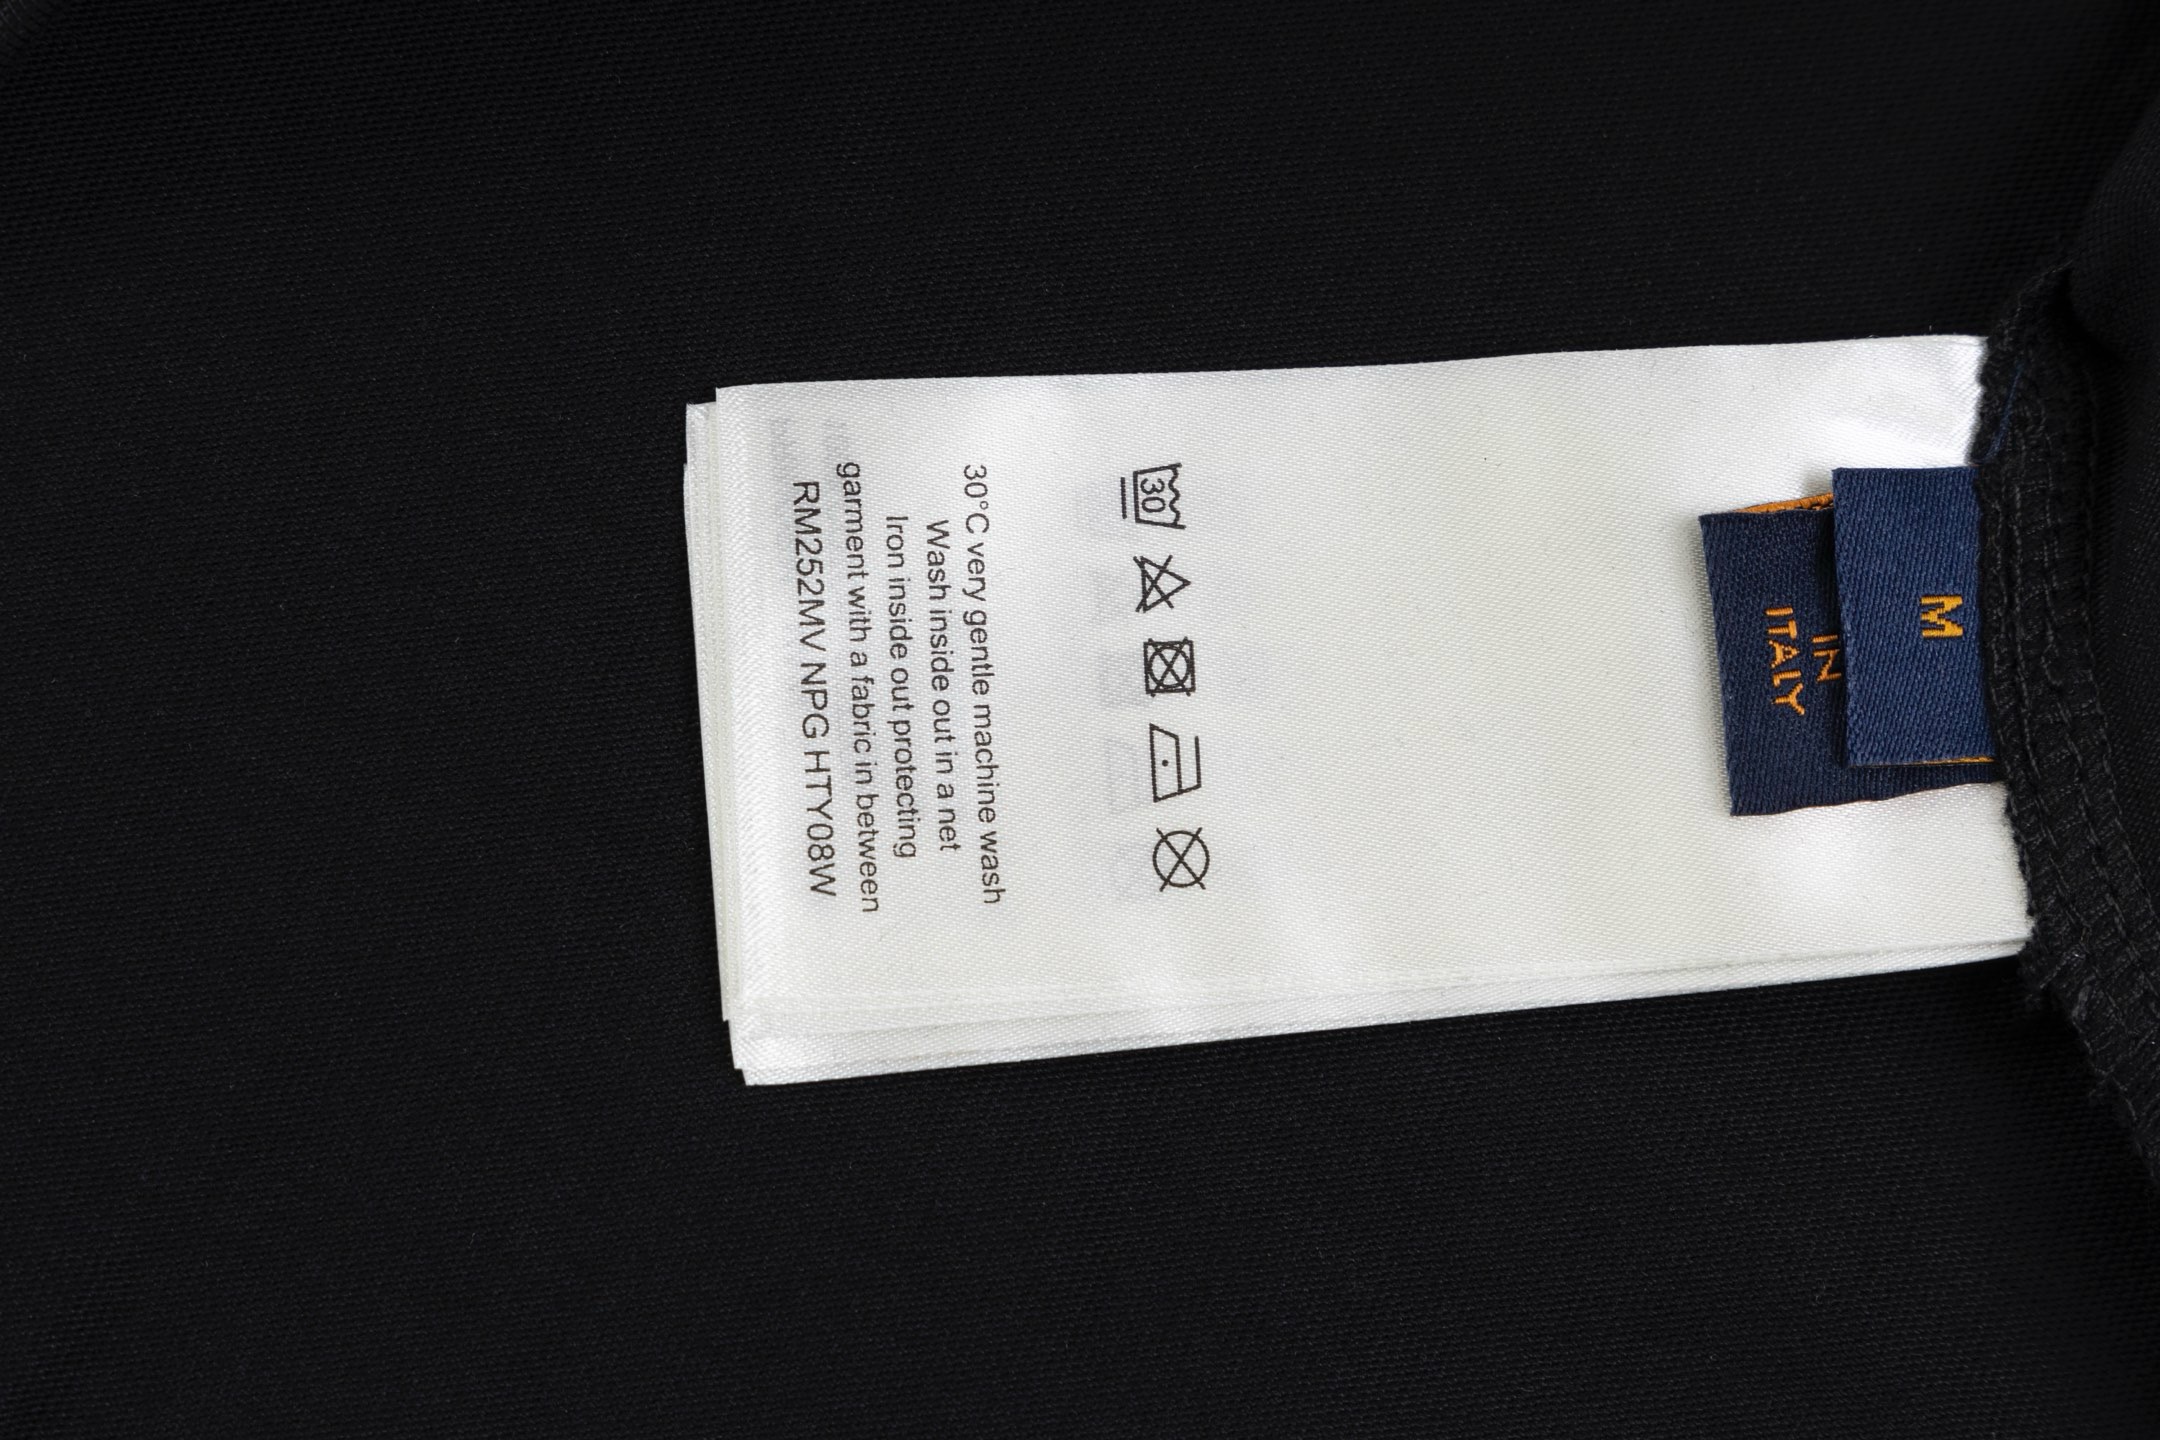 M
IN
ITALY
30
30°C very gentle machine wash
Wash inside out in a net
Iron inside out protecting
garment with a fabric in between
RM252MV NPG HTY08W